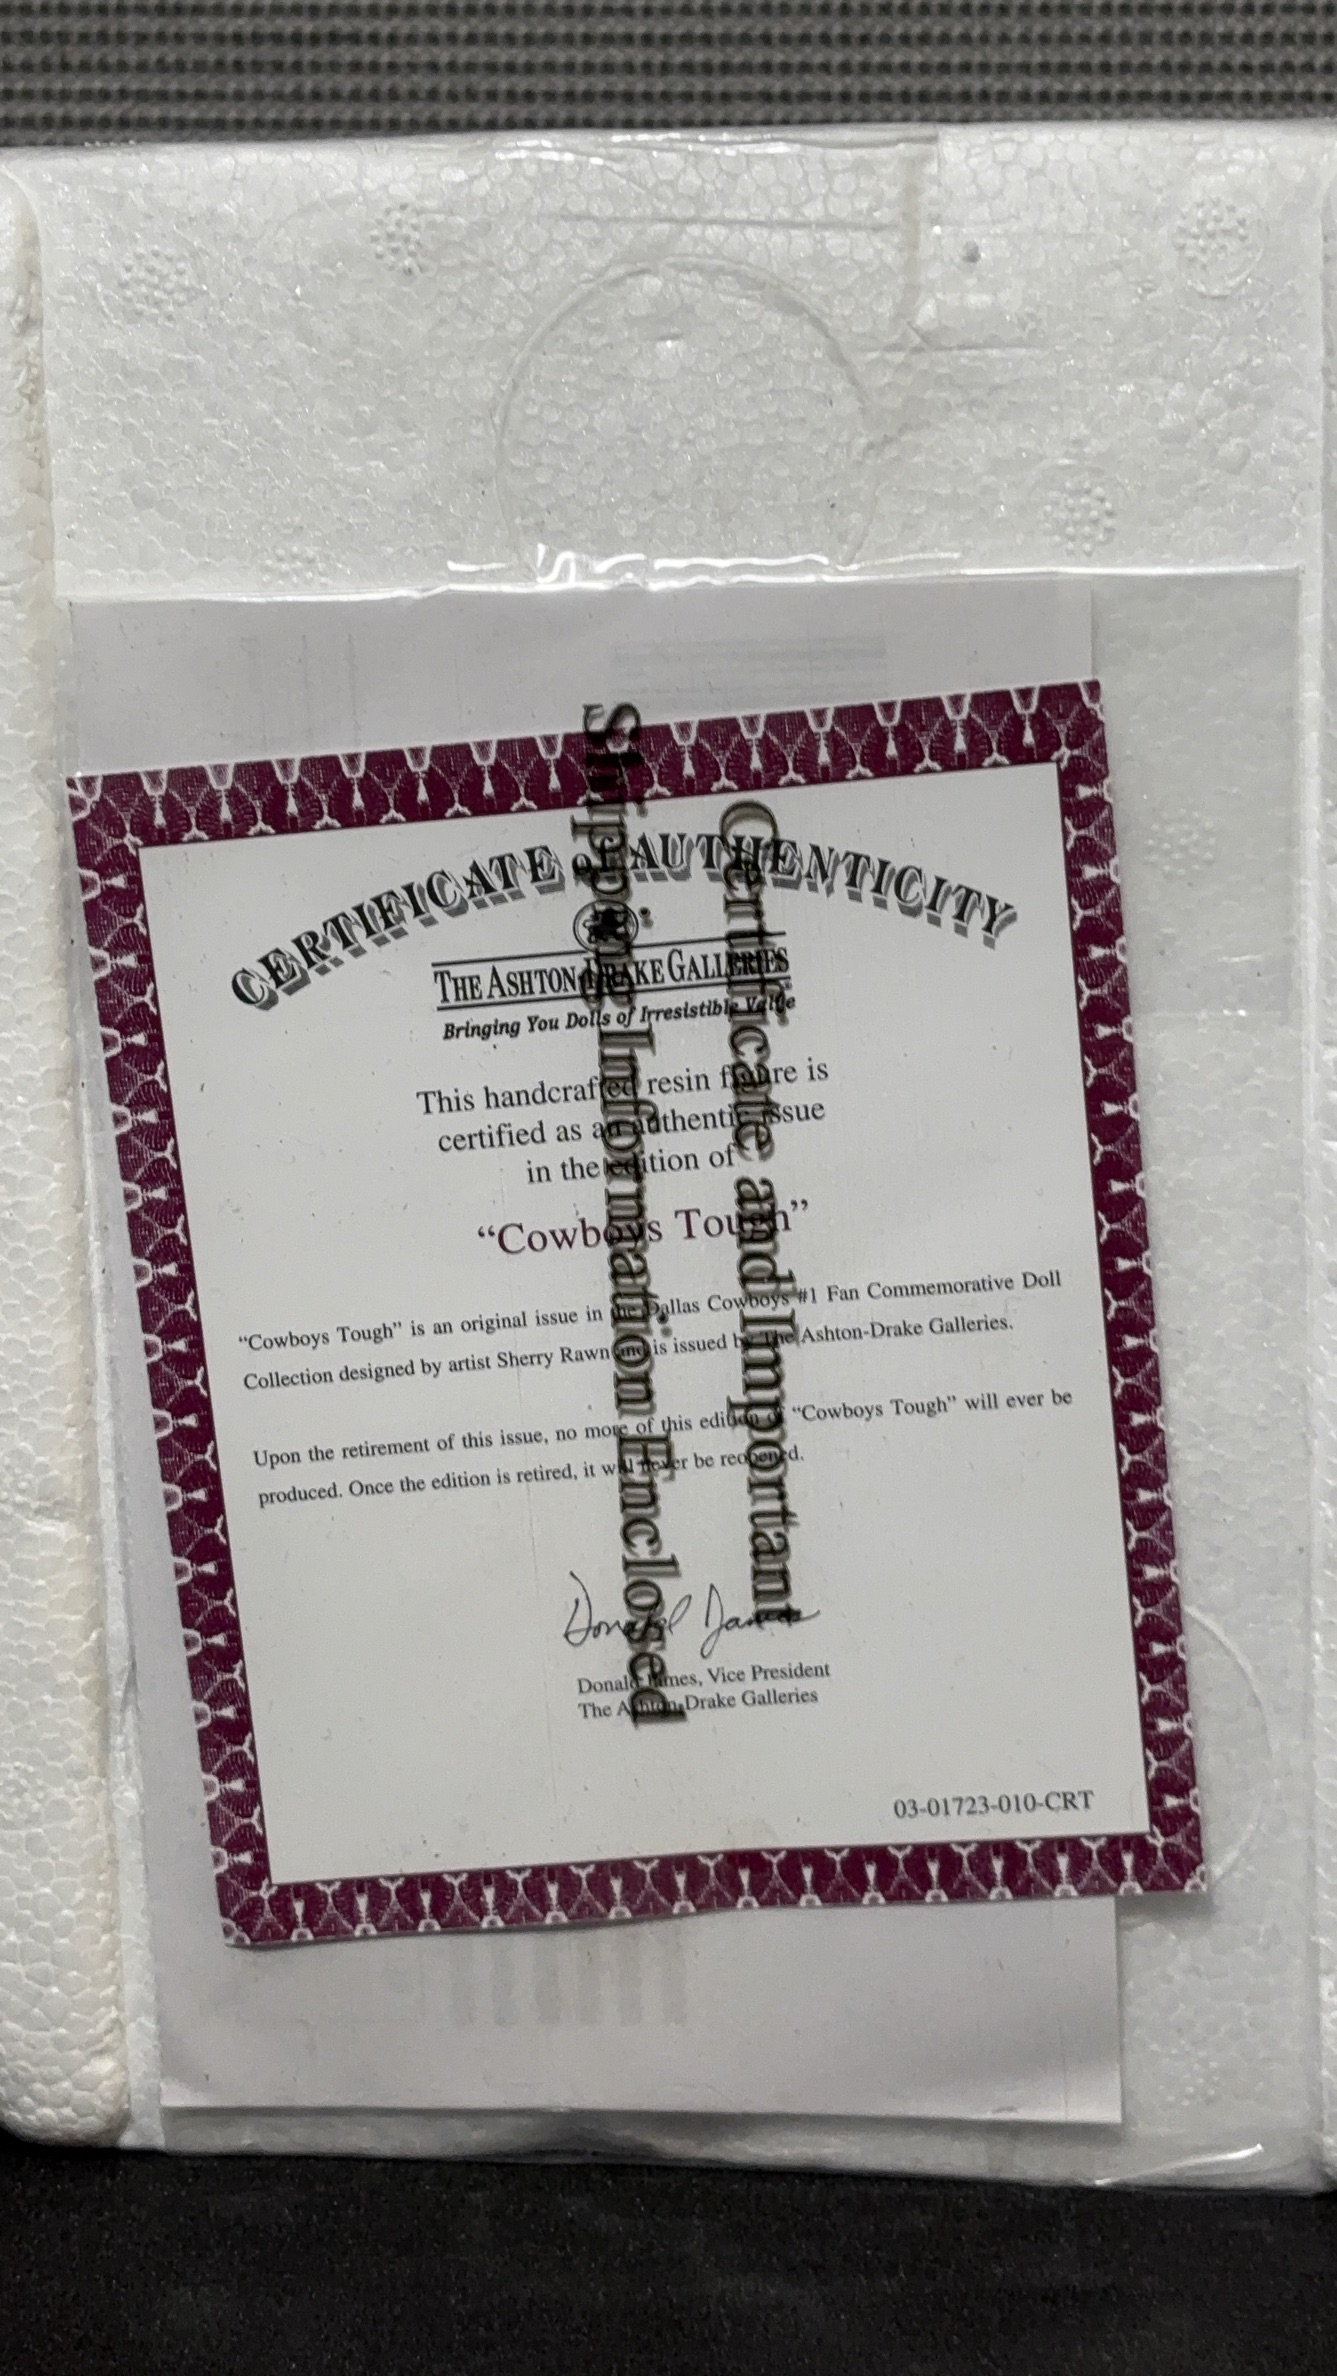 CERTIFICATE OF AUTHENTICITY
THE ASHTON-DRAKE GALLERIES
Bringing You Dolls of Irresistible Value
This handcrafted resin figure is
certified as an authentic issue
in the edition of
“Cowboys Tough”
“Cowboys Tough” is an original issue in the Dallas Cowboys #1 Fan Commemorative Doll
Collection designed by artist Sherry Rawn and is issued by The Ashton-Drake Galleries.
Upon the retirement of this issue, no more of this edition of “Cowboys Tough” will ever be
produced. Once the edition is retired, it will never be reopened.
Donald James
Donald James, Vice President
The Ashton-Drake Galleries
03-01723-010-CRT
Certificate and Important
Shipping Information Enclosed